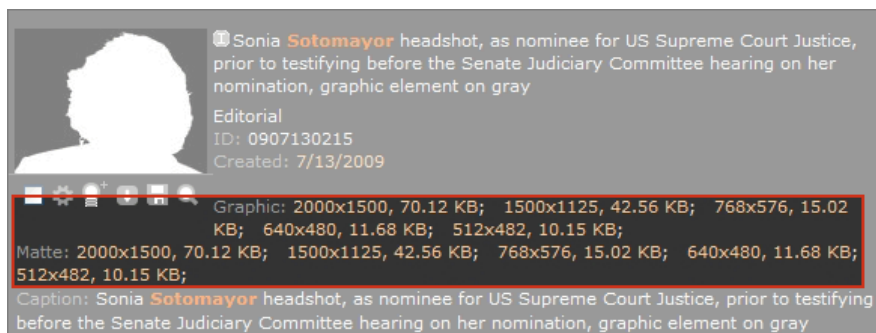 Sonia Sotomayor headshot, as nominee for US Supreme Court Justice,
prior to testifying before the Senate Judiciary Committee hearing on her
nomination, graphic element on gray
Editorial
ID: 0907130215
Created: 7/13/2009
Graphic: 2000x1500, 70.12 KB; 1500x1125, 42.56 KB; 768x576, 15.02
KB; 640x480, 11.68 KB; 512x482, 10.15 KB;
Matte: 2000x1500, 70.12 KB; 1500x1125, 42.56 KB; 768x576, 15.02 KB; 640x480, 11.68 KB;
512x482, 10.15 KB;
Caption: Sonia Sotomayor headshot, as nominee for US Supreme Court Justice, prior to testifying
before the Senate Judiciary Committee hearing on her nomination, graphic element on gray